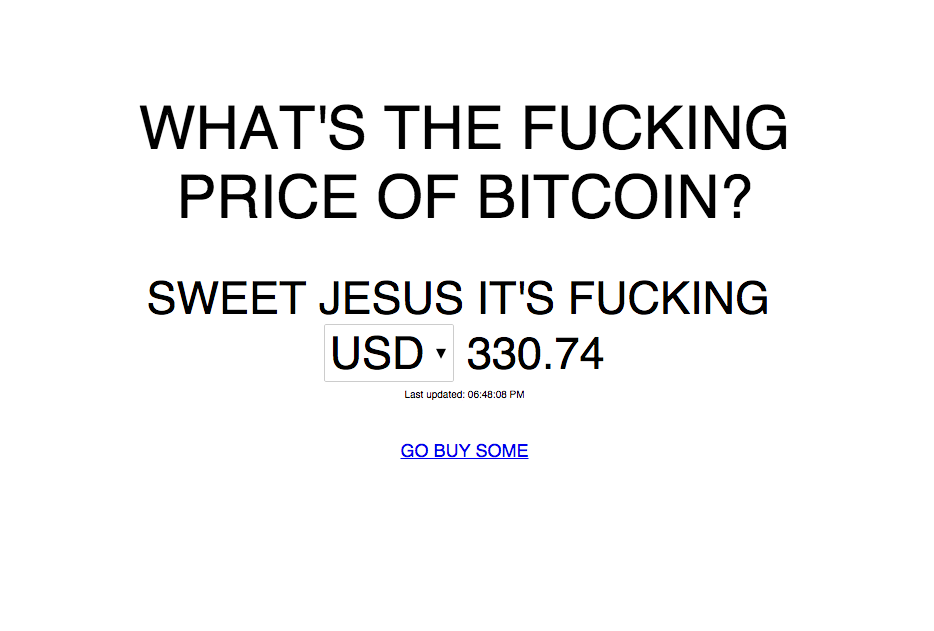 WHAT'S THE FUCKING
PRICE OF BITCOIN?
SWEET JESUS IT'S FUCKING
USD ▾ 330.74
Last updated: 06:48:08 PM
GO BUY SOME